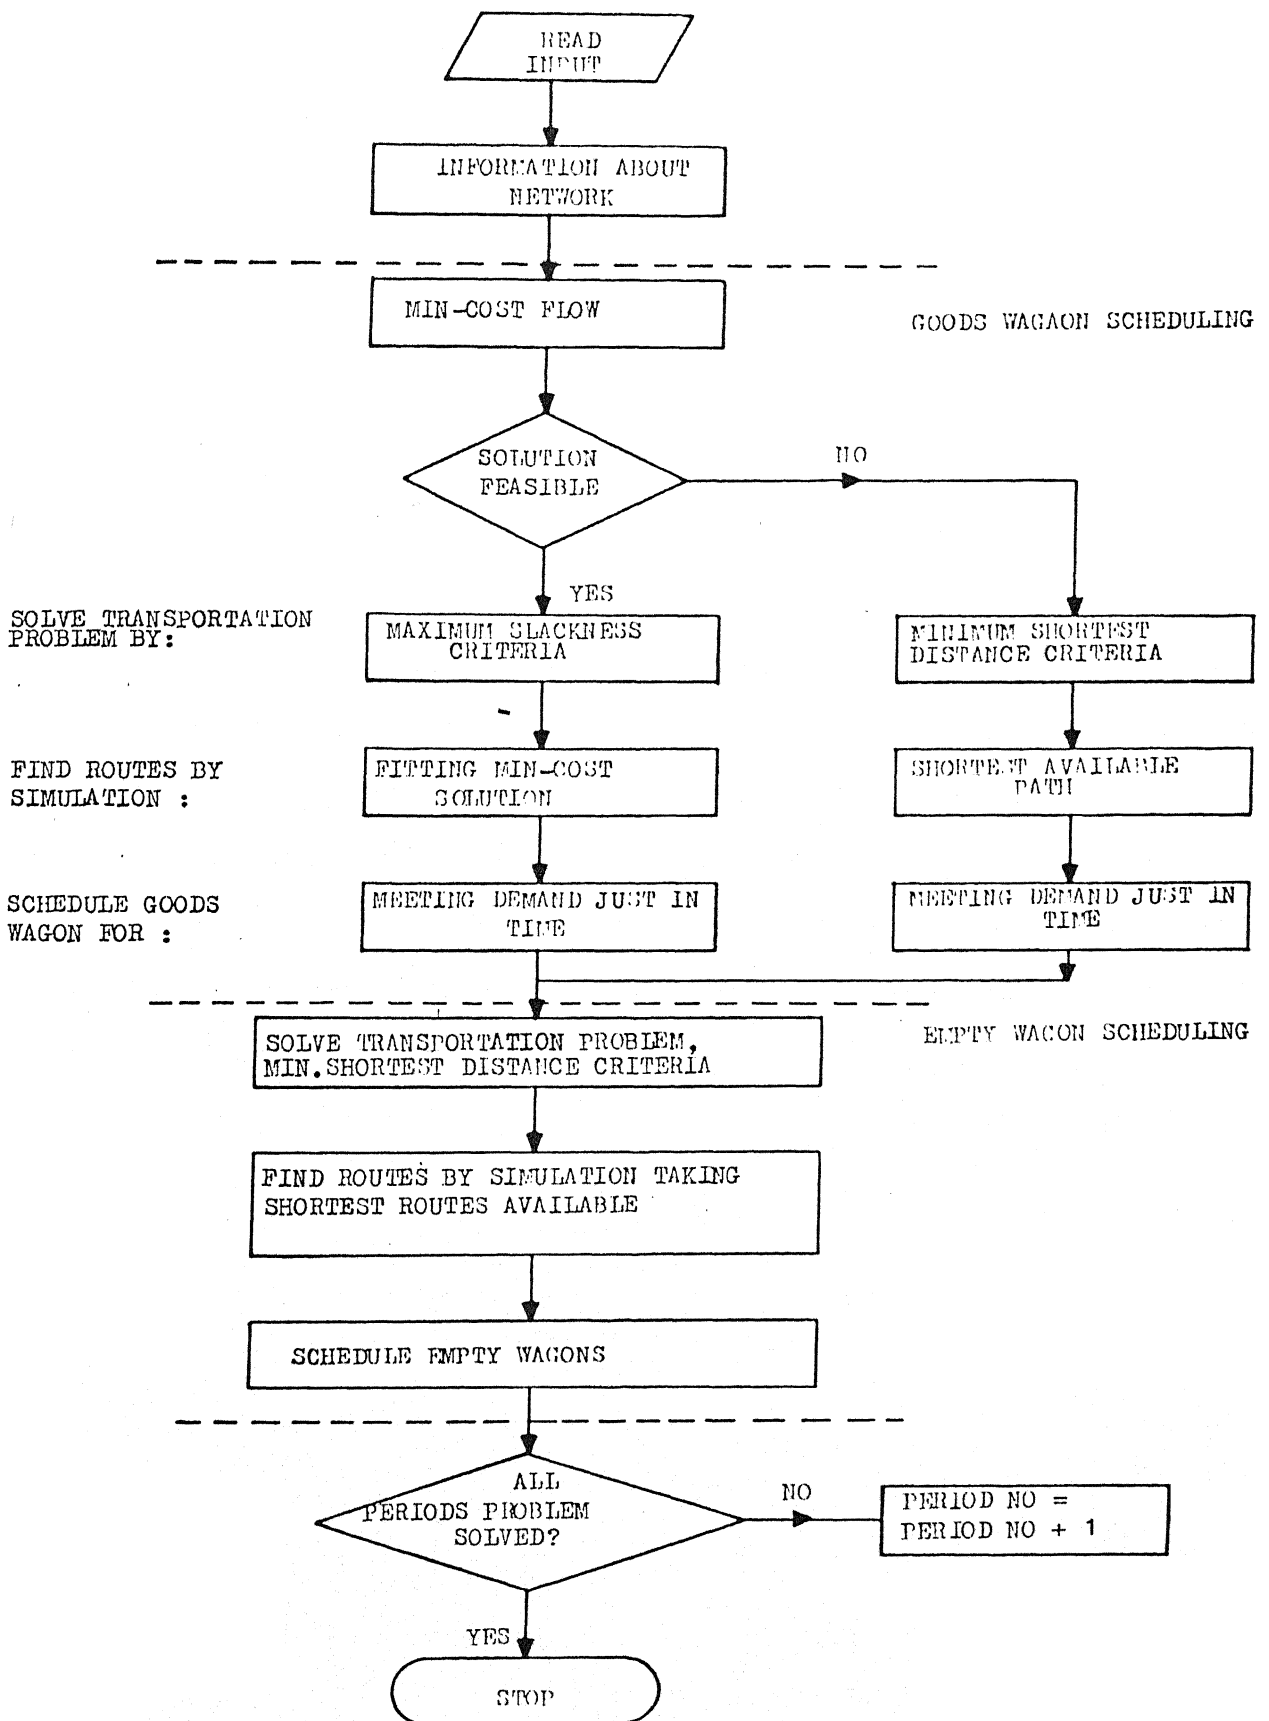 READ
INPUT
INFORMATION ABOUT
NETWORK
MIN-COST FLOW
GOODS WAGAON SCHEDULING
SOLUTION
FEASIBLE
NO
YES
SOLVE TRANSPORTATION
PROBLEM BY:
MAXIMUM SLACKNESS
CRITERIA
MINIMUM SHORTEST
DISTANCE CRITERIA
FIND ROUTES BY
SIMULATION :
FITTING MIN-COST
SOLUTION
SHORTEST AVAILABLE
PATH
SCHEDULE GOODS
WAGON FOR :
MEETING DEMAND JUST IN
TIME
MEETING DEMAND JUST IN
TIME
EMPTY WAGON SCHEDULING
SOLVE TRANSPORTATION PROBLEM,
MIN.SHORTEST DISTANCE CRITERIA
FIND ROUTES BY SIMULATION TAKING
SHORTEST ROUTES AVAILABLE
SCHEDULE EMPTY WAGONS
ALL
PERIODS PROBLEM
SOLVED?
NO
PERIOD NO =
PERIOD NO + 1
YES
STOP